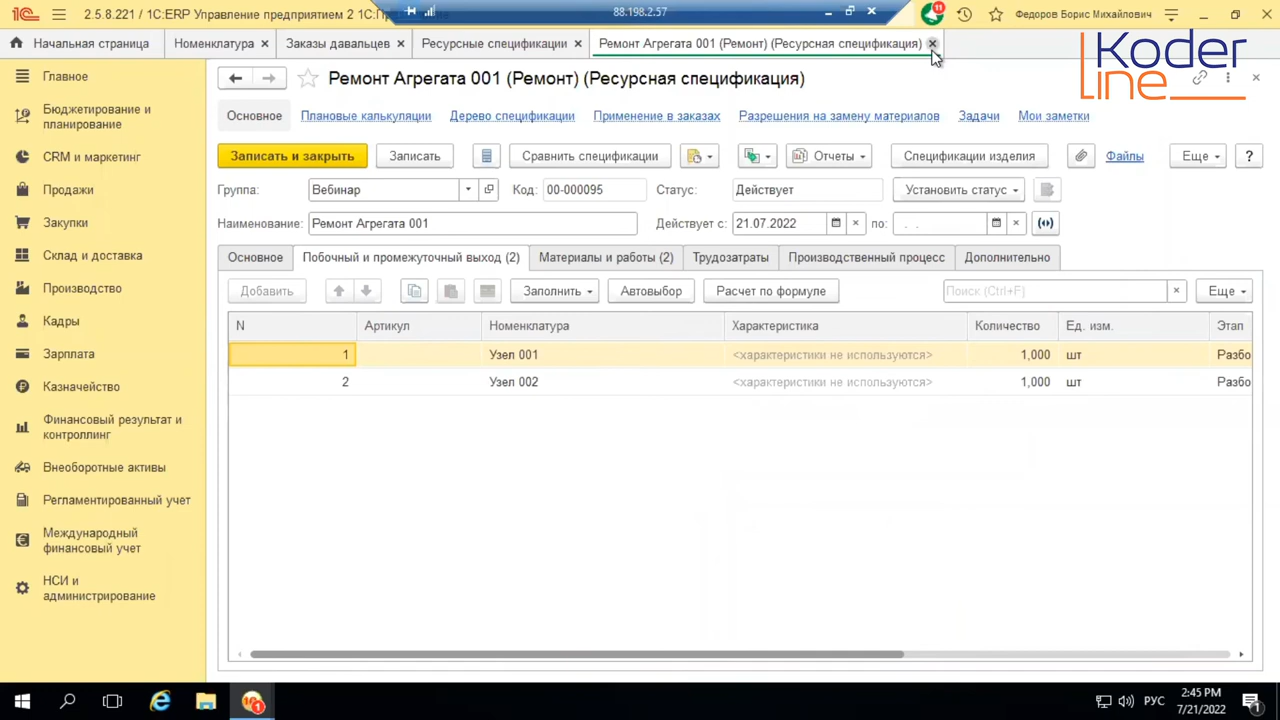 2.5.8.221 / 1С:ERP Управление предприятием 2 1С:Пр
88.198.2.57
11
Федоров Борис Михайлович
Начальная страница
Номенклатура
Заказы давальцев
Ресурсные спецификации
Ремонт Агрегата 001 (Ремонт) (Ресурсная спецификация)
Koder
line
Главное
Бюджетирование и
планирование
CRM и маркетинг
Продажи
Закупки
Склад и доставка
Производство
Кадры
Зарплата
Казначейство
Финансовый результат и
контроллинг
Внеоборотные активы
Регламентированный учет
Международный
финансовый учет
НСИ и
администрирование
Ремонт Агрегата 001 (Ремонт) (Ресурсная спецификация)
Основное
Плановые калькуляции
Дерево спецификации
Применение в заказах
Разрешения на замену материалов
Задачи
Мои заметки
Записать и закрыть
Записать
Сравнить спецификации
Отчеты
Спецификации изделия
Файлы
Еще
?
Группа:
Вебинар
Код:
00-000095
Статус:
Действует
Установить статус
Наименование:
Ремонт Агрегата 001
Действует с:
21.07.2022
по:
. .
Основное
Побочный и промежуточный выход (2)
Материалы и работы (2)
Трудозатраты
Производственный процесс
Дополнительно
Добавить
Заполнить
Автовыбор
Расчет по формуле
Поиск (Ctrl+F)
Еще
N Артикул Номенклатура Характеристика Количество Ед. изм. Этап
1 Узел 001 <характеристики не используются> 1,000 шт Разбо
2 Узел 002 <характеристики не используются> 1,000 шт Разбо
РУС
2:45 PM
7/21/2022